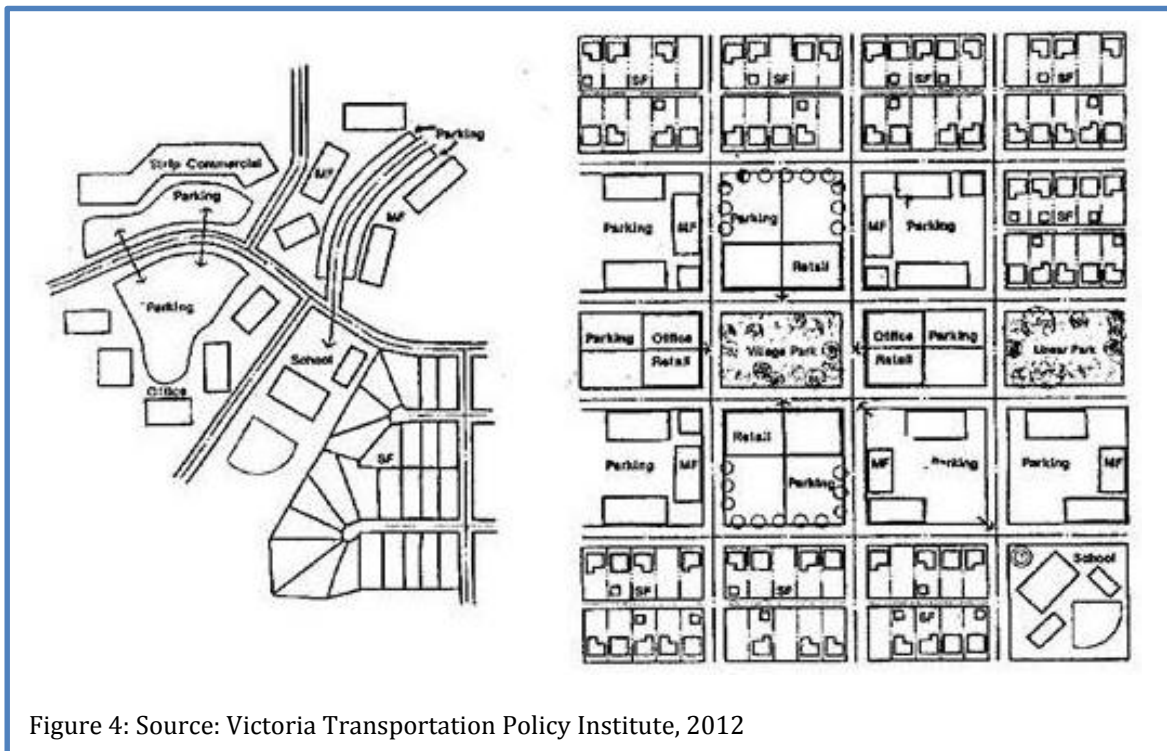 Parking
Strip Commercial
MF
Parking
MF
Parking
School
Office
SF
SF
SF
SF
SF
Parking
MF
Parking
Retail
MF
Parking
SF
Parking
Office
Retail
Village Park
Office
Parking
Retail
Linear Park
Parking
MF
Retail
Parking
MF
Parking
Parking
MF
SF
SF
SF
School
Figure 4: Source: Victoria Transportation Policy Institute, 2012